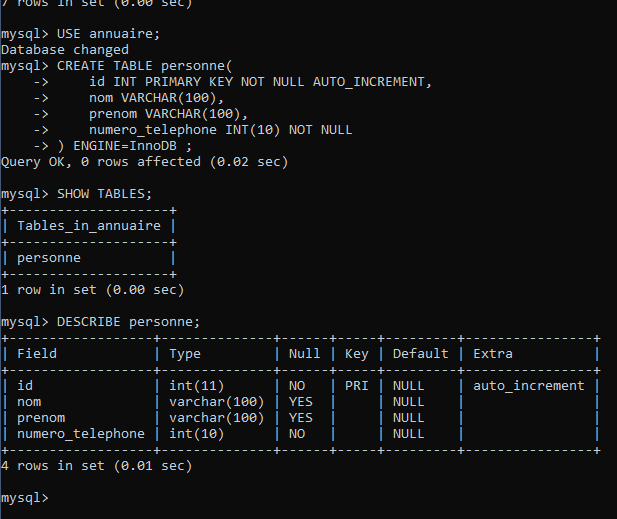 7 rows in set (0.00 sec)
mysql> USE annuaire;
Database changed
mysql> CREATE TABLE personne(
    ->     id INT PRIMARY KEY NOT NULL AUTO_INCREMENT,
    ->     nom VARCHAR(100),
    ->     prenom VARCHAR(100),
    ->     numero_telephone INT(10) NOT NULL
    -> ) ENGINE=InnoDB ;
Query OK, 0 rows affected (0.02 sec)
mysql> SHOW TABLES;
+--------------------+
| Tables_in_annuaire |
+--------------------+
| personne           |
+--------------------+
1 row in set (0.00 sec)
mysql> DESCRIBE personne;
+------------------+--------------+------+-----+---------+----------------+
| Field            | Type         | Null | Key | Default | Extra          |
+------------------+--------------+------+-----+---------+----------------+
| id               | int(11)      | NO   | PRI | NULL    | auto_increment |
| nom              | varchar(100) | YES  |     | NULL    |                |
| prenom           | varchar(100) | YES  |     | NULL    |                |
| numero_telephone | int(10)      | NO   |     | NULL    |                |
+------------------+--------------+------+-----+---------+----------------+
4 rows in set (0.01 sec)
mysql>